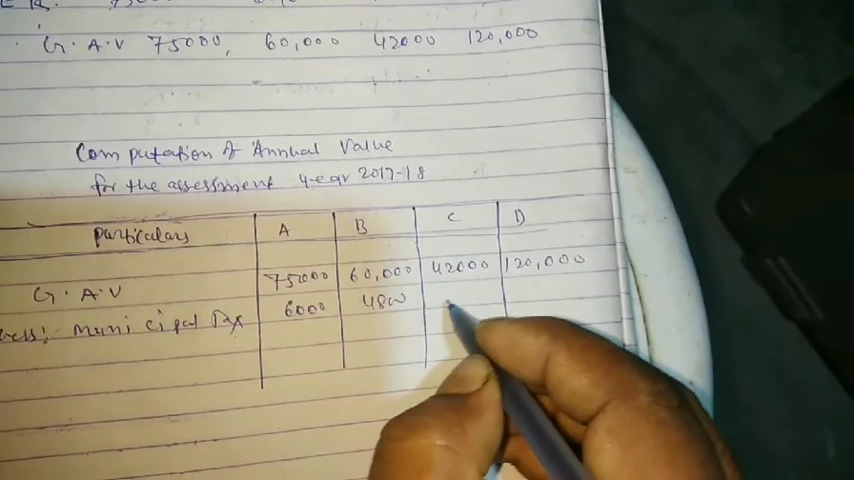 G.A.V 75000, 60,000 42000 120,000
Computation of Annual Value
for the assessment year 2017-18
particulars A B C D
G.A.V 75000 60,000 42000 120,000
Less: Municipal Tax 6000 4800